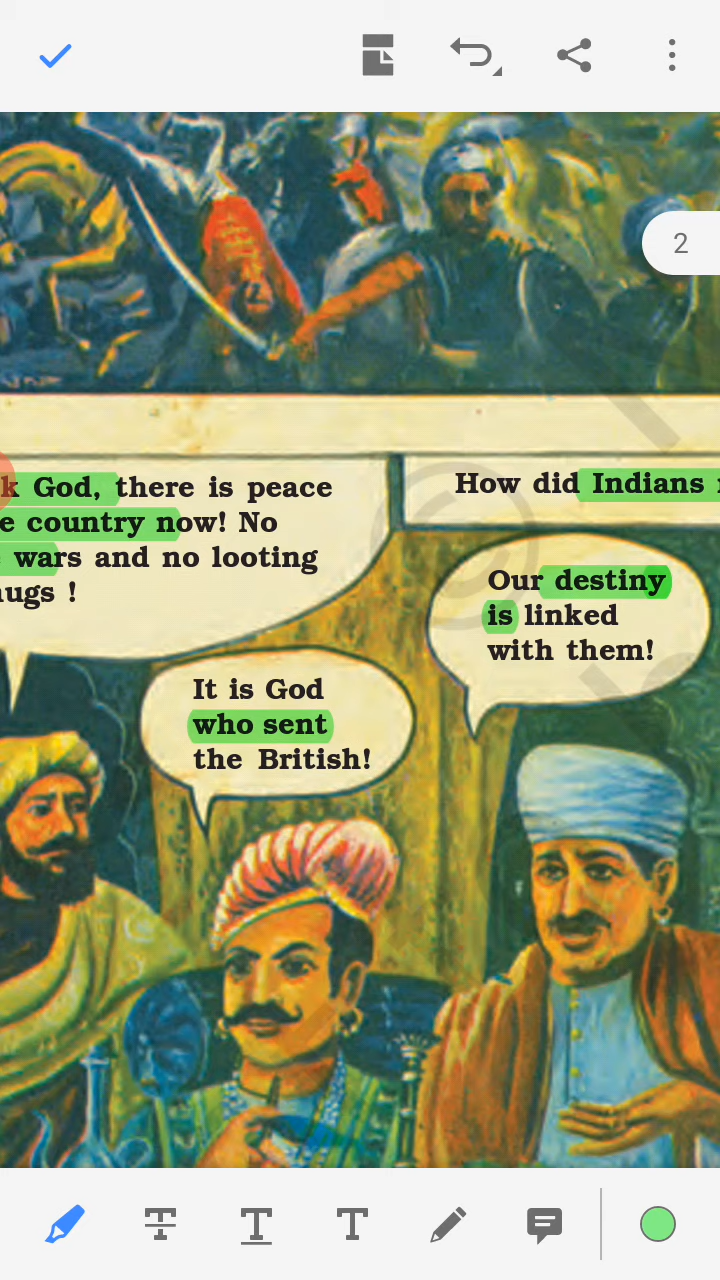 2
k God, there is peace
e country now! No
wars and no looting
ugs !
How did Indians
Our destiny
is linked
with them!
It is God
who sent
the British!